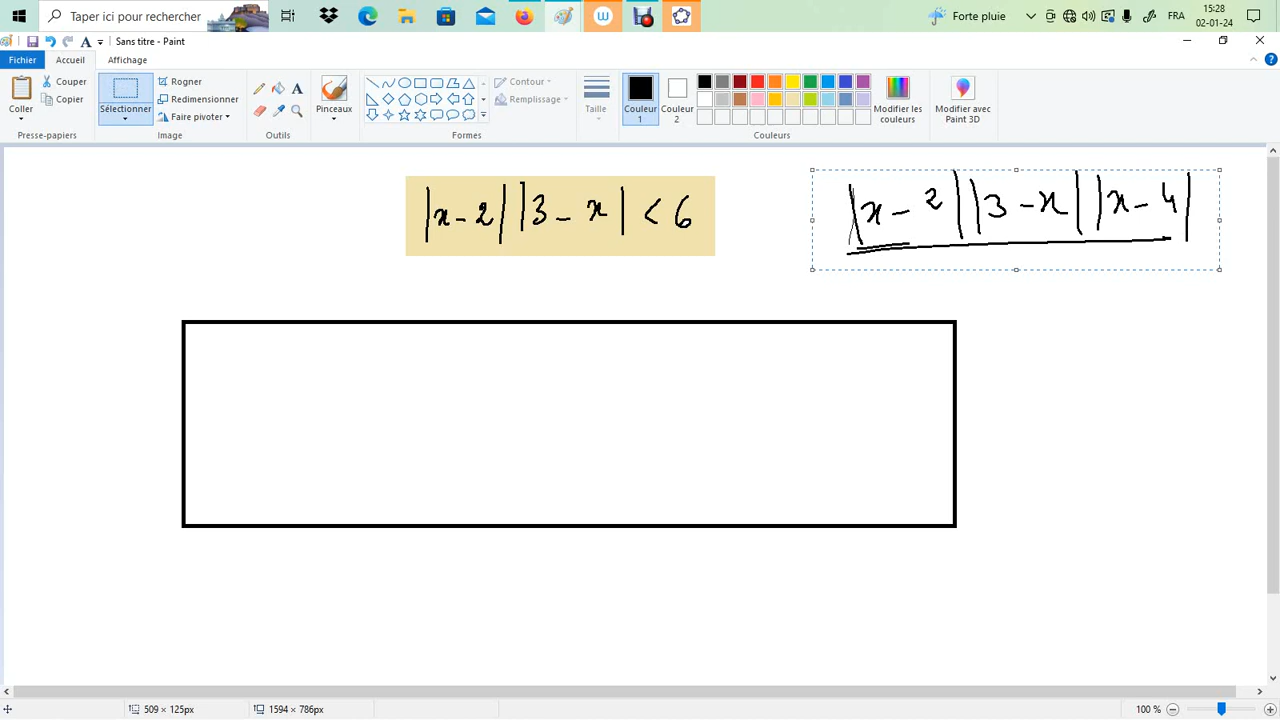 Taper ici pour rechercher
Forte pluie
FRA
15:28
02-01-24
Sans titre - Paint
Fichier
Accueil
Affichage
Coller
Couper
Copier
Presse-papiers
Sélectionner
Rogner
Redimensionner
Faire pivoter
Image
A
Outils
Pinceaux
Contour
Remplissage
Formes
Taille
Couleur 1
Couleur 2
Modifier les couleurs
Couleurs
Modifier avec Paint 3D
|x-2||3-x|<6
|x-2||3-x||x-4|
509 × 125px
1594 × 786px
100 %